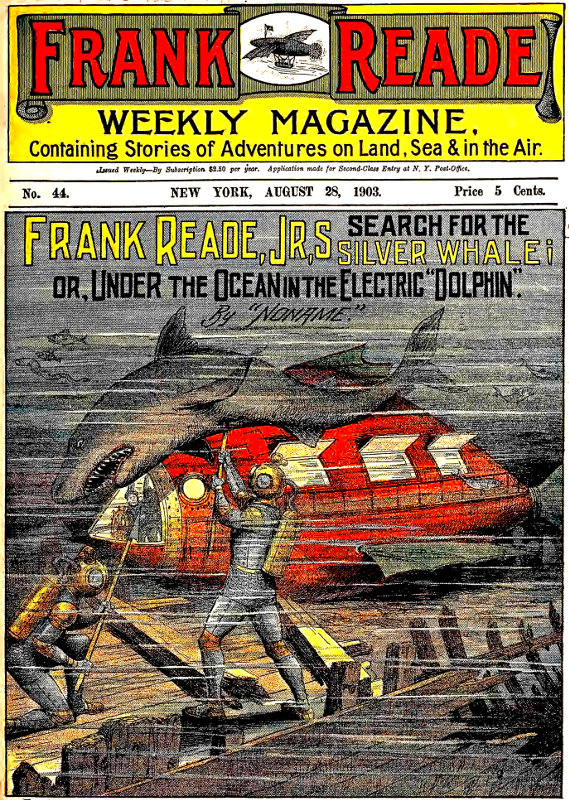 FRANK READE
WEEKLY MAGAZINE.
Containing Stories of Adventures on Land, Sea & in the Air.
Issued Weekly—By Subscription $2.50 per year. Application made for Second-Class Entry at N. Y. Post-Office.
No. 44. NEW YORK, AUGUST 28, 1903. Price 5 Cents.
FRANK READE, JR,S SEARCH FOR THE
SILVER WHALE;
OR, UNDER THE OCEAN IN THE ELECTRIC "DOLPHIN".
By "NONAME."